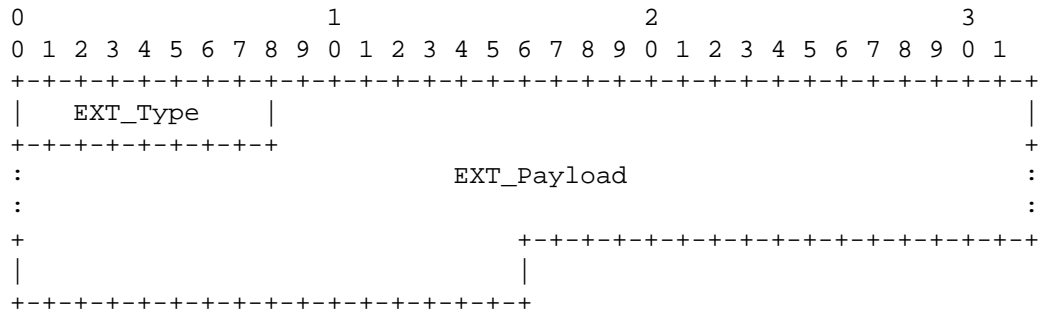 0                   1                   2                   3
0 1 2 3 4 5 6 7 8 9 0 1 2 3 4 5 6 7 8 9 0 1 2 3 4 5 6 7 8 9 0 1
+-+-+-+-+-+-+-+-+-+-+-+-+-+-+-+-+-+-+-+-+-+-+-+-+-+-+-+-+-+-+-+-+
|   EXT_Type    |                                               |
+-+-+-+-+-+-+-+-+                                               +
:                           EXT_Payload                         :
:                                                               :
+                               +-+-+-+-+-+-+-+-+-+-+-+-+-+-+-+-+
|                               |
+-+-+-+-+-+-+-+-+-+-+-+-+-+-+-+-+